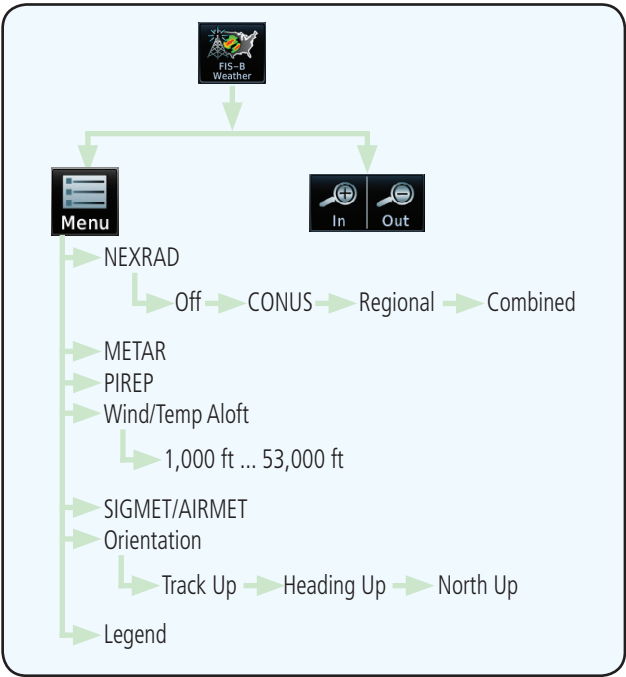 FIS-B
Weather
Menu
In Out
NEXRAD
Off CONUS Regional Combined
METAR
PIREP
Wind/Temp Aloft
1,000 ft ... 53,000 ft
SIGMET/AIRMET
Orientation
Track Up Heading Up North Up
Legend